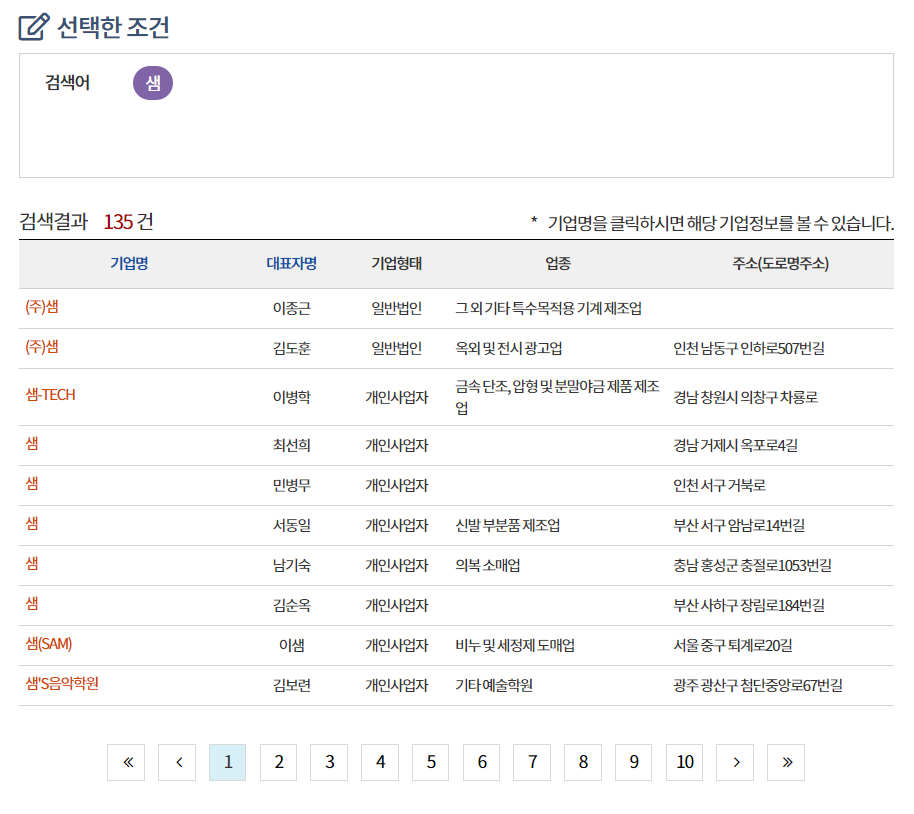 선택한 조건
검색어 샘
검색결과 135 건 * 기업명을 클릭하시면 해당 기업정보를 볼 수 있습니다.
기업명 대표자명 기업형태 업종 주소(도로명주소)
(주)샘 이종근 일반법인 그 외 기타 특수목적용 기계 제조업
(주)샘 김도훈 일반법인 옥외 및 전시 광고업 인천 남동구 인하로507번길
샘-TECH 이병학 개인사업자 금속 단조, 압형 및 분말야금 제품 제조업 경남 창원시 의창구 차룡로
샘 최선희 개인사업자 경남 거제시 옥포로4길
샘 민병무 개인사업자 인천 서구 거북로
샘 서동일 개인사업자 신발 부분품 제조업 부산 서구 암남로14번길
샘 남기숙 개인사업자 의복 소매업 충남 홍성군 충절로1053번길
샘 김순옥 개인사업자 부산 사하구 장림로184번길
샘(SAM) 이샘 개인사업자 비누 및 세정제 도매업 서울 중구 퇴계로20길
샘'S음악학원 김보련 개인사업자 기타 예술학원 광주 광산구 첨단중앙로67번길
« ‹ 1 2 3 4 5 6 7 8 9 10 › »